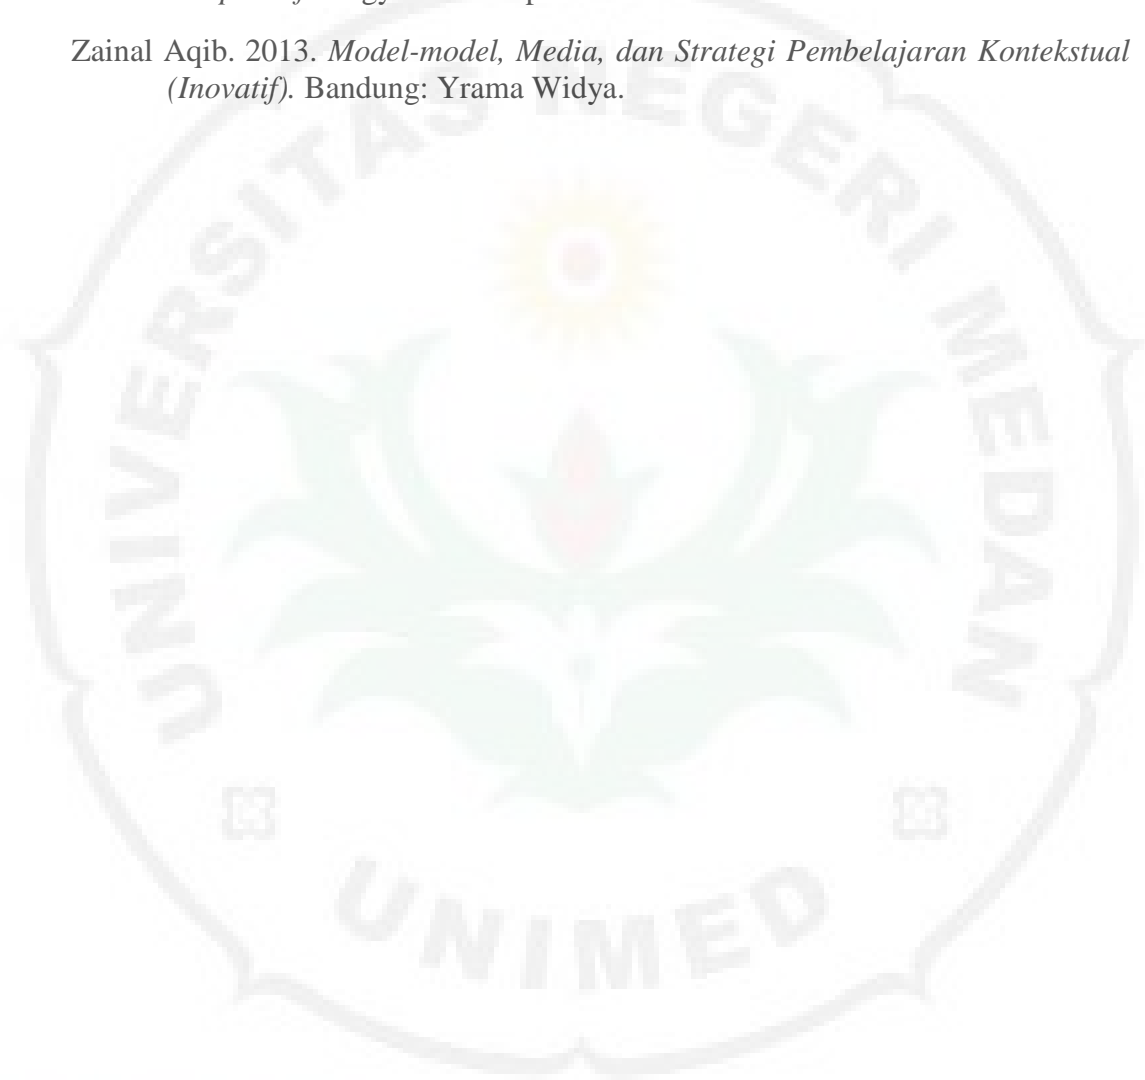 Zainal Aqib. 2013. Model-model, Media, dan Strategi Pembelajaran Kontekstual
(Inovatif). Bandung: Yrama Widya.
UNIVERSITAS NEGERI MEDAN
UNIMED